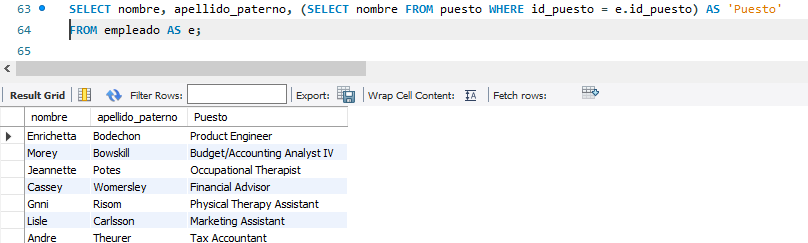 63 SELECT nombre, apellido_paterno, (SELECT nombre FROM puesto WHERE id_puesto = e.id_puesto) AS 'Puesto'
64 FROM empleado AS e;
65
Result Grid Filter Rows: Export: Wrap Cell Content: Fetch rows:
nombre apellido_paterno Puesto
Enrichetta Bodechon Product Engineer
Morey Bowskill Budget/Accounting Analyst IV
Jeannette Potes Occupational Therapist
Cassey Womersley Financial Advisor
Gnni Risom Physical Therapy Assistant
Lisle Carlsson Marketing Assistant
Andre Theurer Tax Accountant